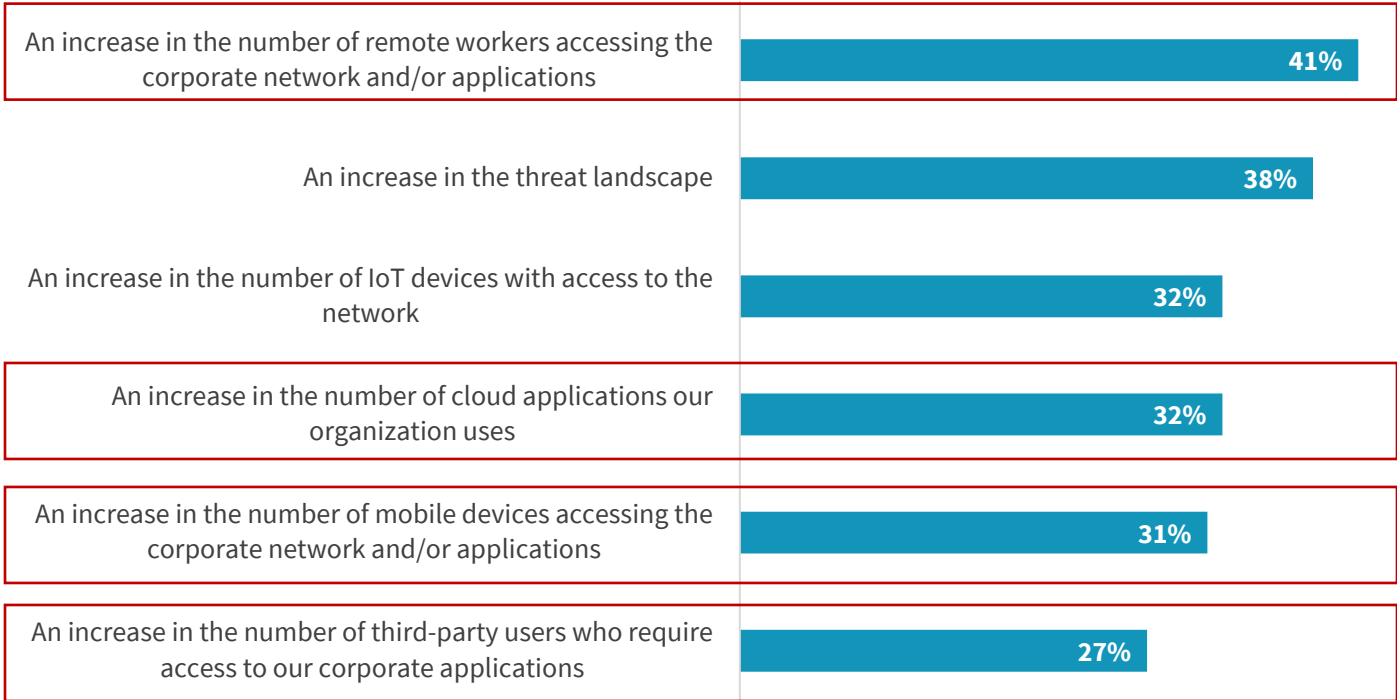 An increase in the number of remote workers accessing the
corporate network and/or applications
41%
An increase in the threat landscape
38%
An increase in the number of IoT devices with access to the
network
32%
An increase in the number of cloud applications our
organization uses
32%
An increase in the number of mobile devices accessing the
corporate network and/or applications
31%
An increase in the number of third-party users who require
access to our corporate applications
27%